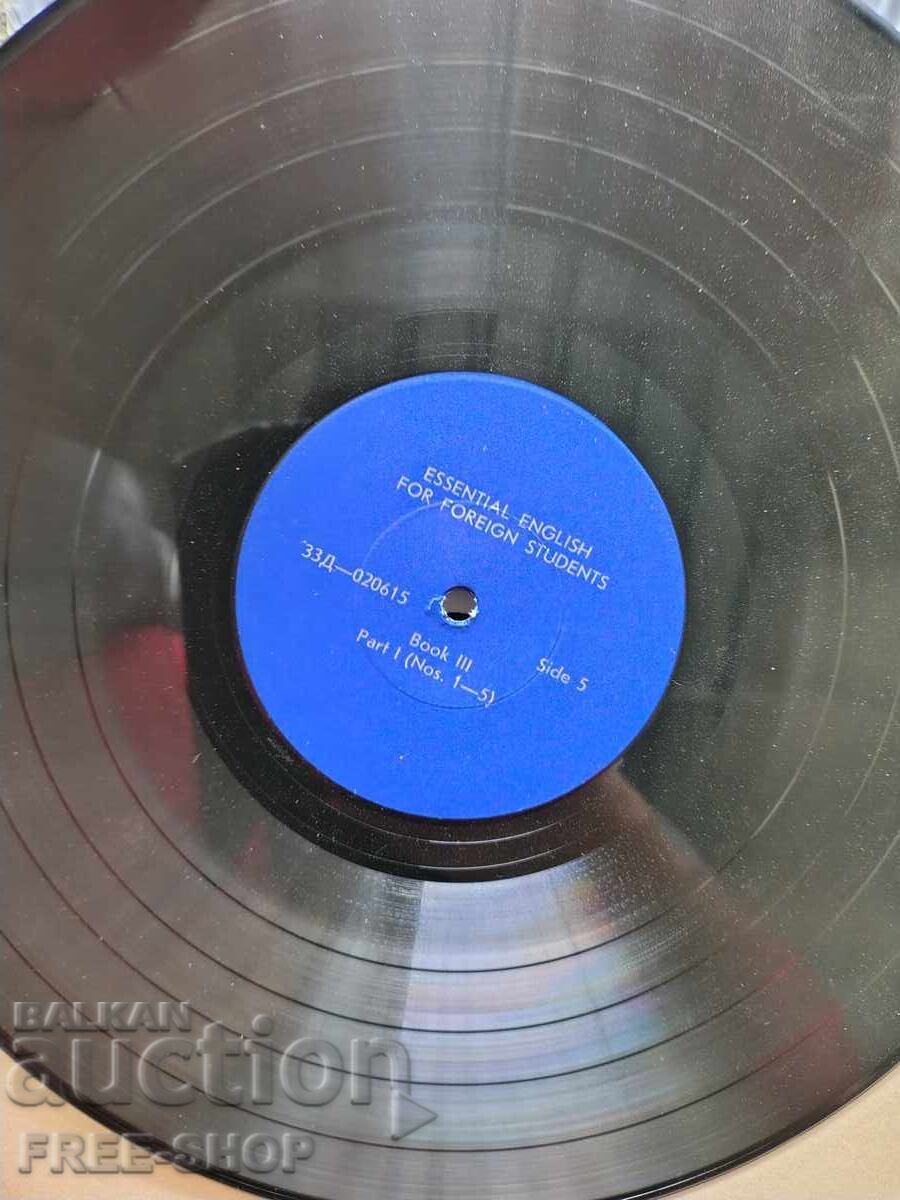 ESSENTIAL ENGLISH
FOR FOREIGN STUDENTS
33Д—020615
Side 5
Book III
Part I (Nos. 1—5)
BALKAN
auction
FREE-SHOP